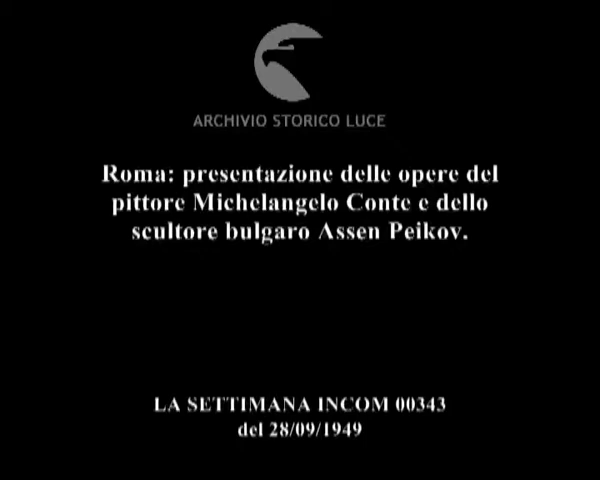 ARCHIVIO STORICO LUCE
Roma: presentazione delle opere del
pittore Michelangelo Conte e dello
scultore bulgaro Assen Peikov.
LA SETTIMANA INCOM 00343
del 28/09/1949